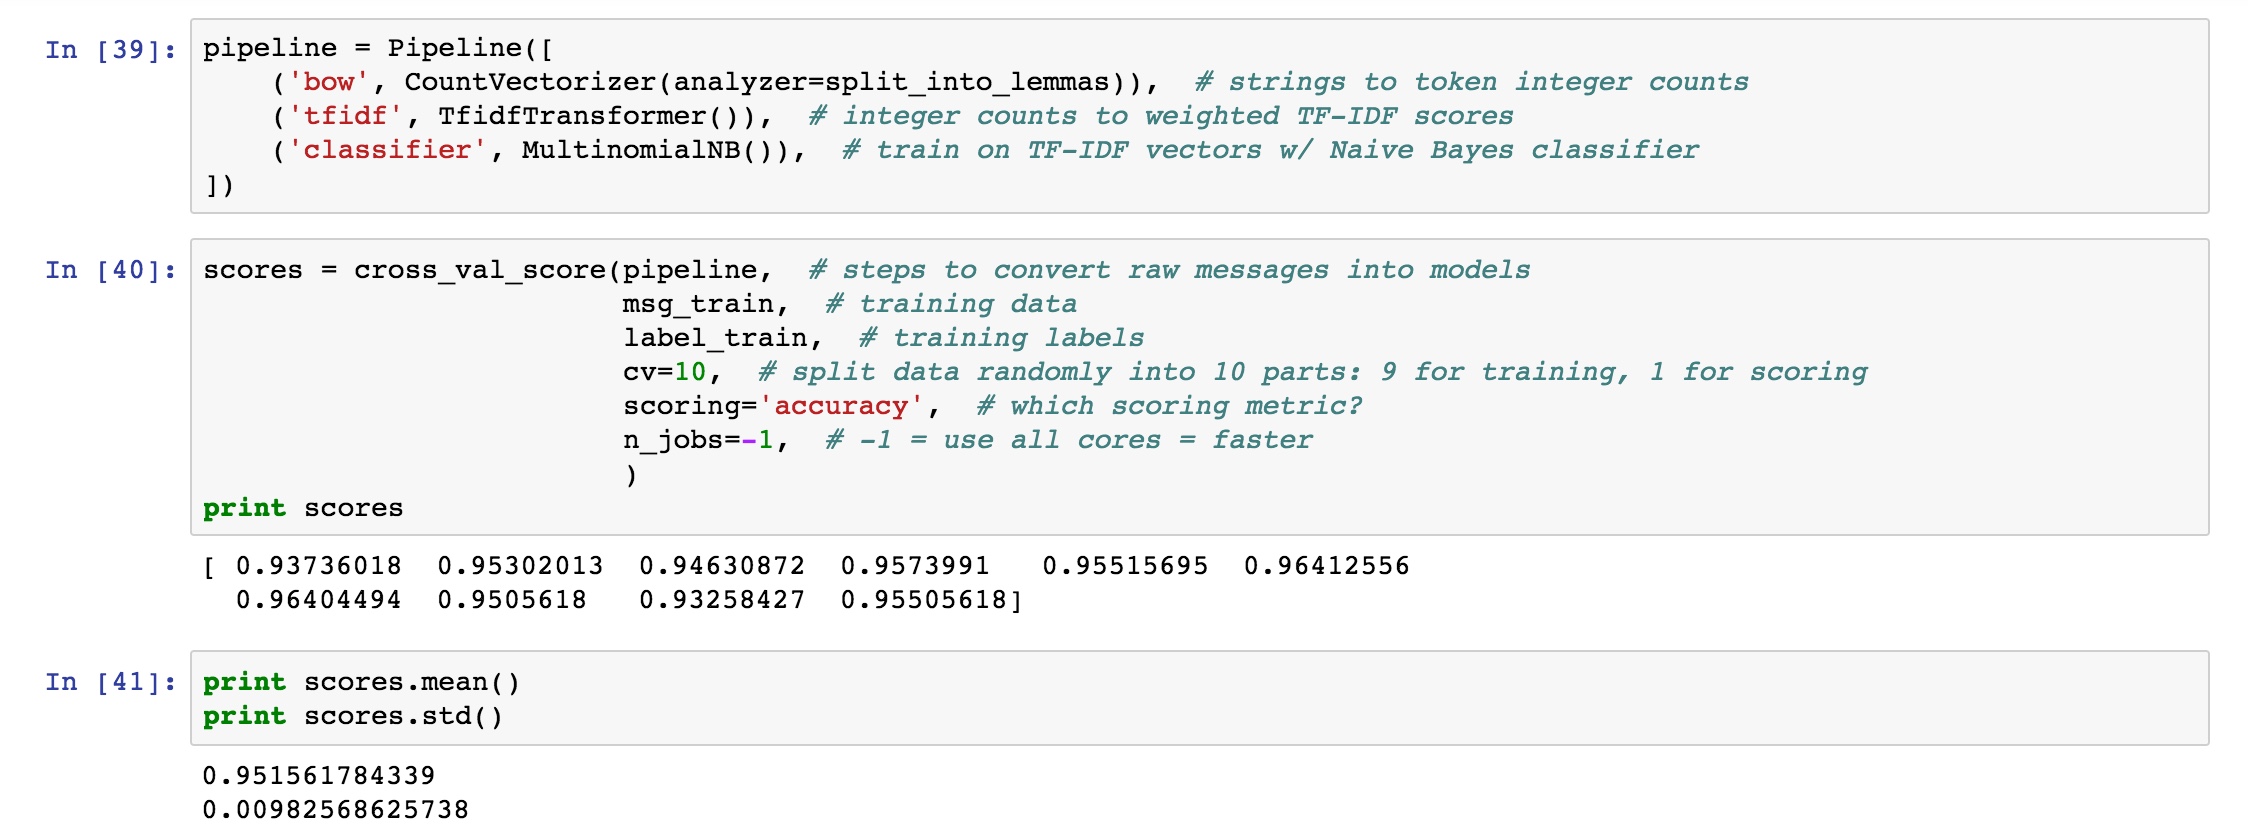 In [39]: pipeline = Pipeline([
('bow', CountVectorizer(analyzer=split_into_lemmas)),  # strings to token integer counts
('tfidf', TfidfTransformer()),  # integer counts to weighted TF-IDF scores
('classifier', MultinomialNB()),  # train on TF-IDF vectors w/ Naive Bayes classifier
])
In [40]: scores = cross_val_score(pipeline,  # steps to convert raw messages into models
msg_train,  # training data
label_train,  # training labels
cv=10,  # split data randomly into 10 parts: 9 for training, 1 for scoring
scoring='accuracy',  # which scoring metric?
n_jobs=-1,  # -1 = use all cores = faster
)
print scores
[ 0.93736018  0.95302013  0.94630872  0.9573991   0.95515695  0.96412556
0.96404494  0.9505618   0.93258427  0.95505618]
In [41]: print scores.mean()
print scores.std()
0.951561784339
0.00982568625738